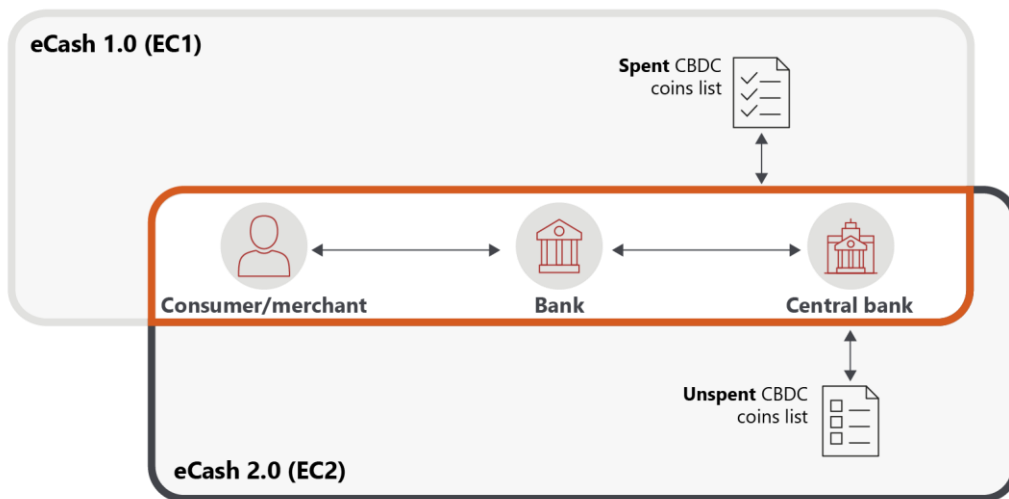 eCash 1.0 (EC1)
Spent CBDC
coins list
Consumer/merchant
Bank
Central bank
Unspent CBDC
coins list
eCash 2.0 (EC2)